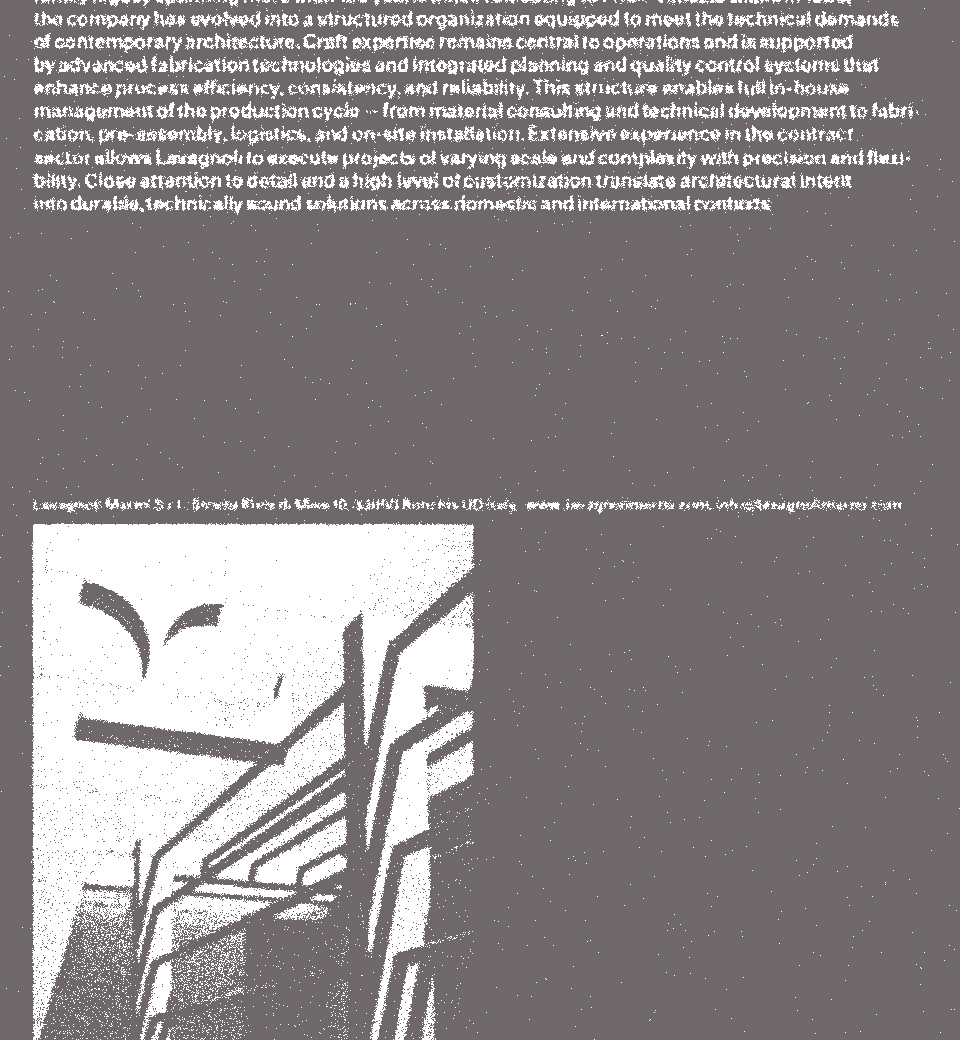 the company has evolved into a structured organization equipped to meet the technical demands
of contemporary architecture. Craft expertise remains central to operations and is supported
by advanced fabrication technologies and integrated planning and quality control systems that
enhance process efficiency, consistency, and reliability. This structure enables full in-house
management of the production cycle — from material consulting and technical development to fabri-
cation, pre-assembly, logistics, and on-site installation. Extensive experience in the contract
sector allows Lavagnoli to execute projects of varying scale and complexity with precision and flexi-
bility. Close attention to detail and a high level of customization translate architectural intent
into durable, technically sound solutions across domestic and international contexts
Marmi S.r.l. 10, UD Italy